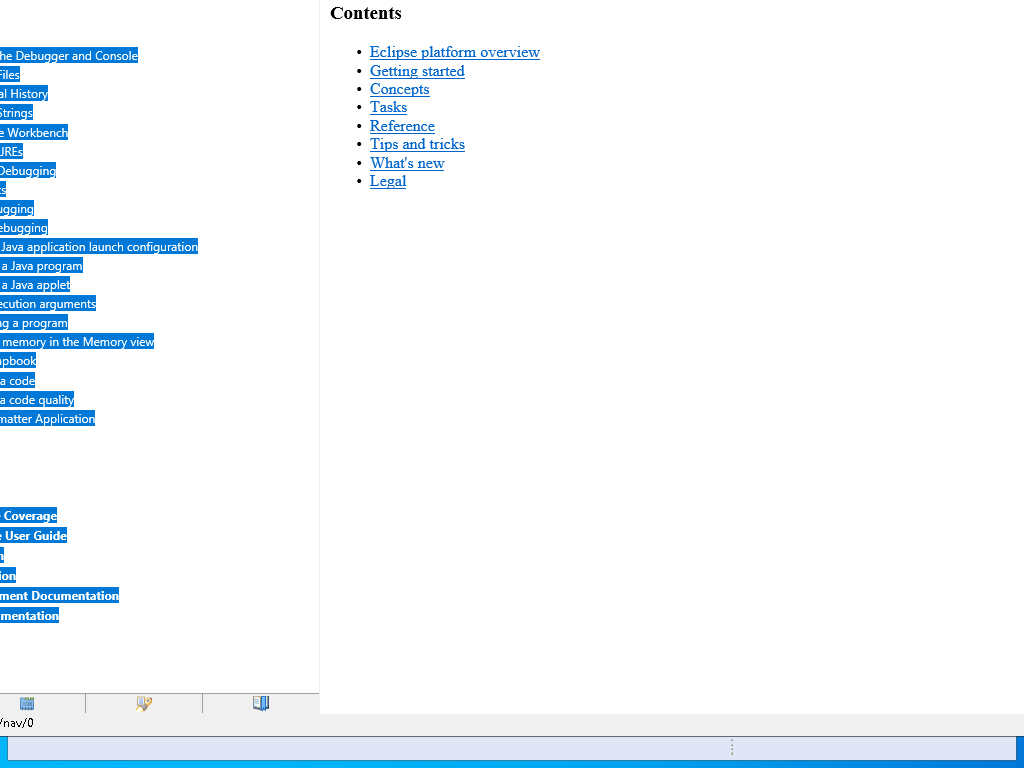 Contents
Eclipse platform overview
Getting started
Concepts
Tasks
Reference
Tips and tricks
What's new
Legal
he Debugger and Console
Files
al History
Strings
e Workbench
JREs
Debugging
ts
ugging
ebugging
Java application launch configuration
a Java program
a Java applet
ecution arguments
ng a program
memory in the Memory view
apbook
a code
a code quality
matter Application
Coverage
e User Guide
n
ion
ment Documentation
mentation
/nav/0